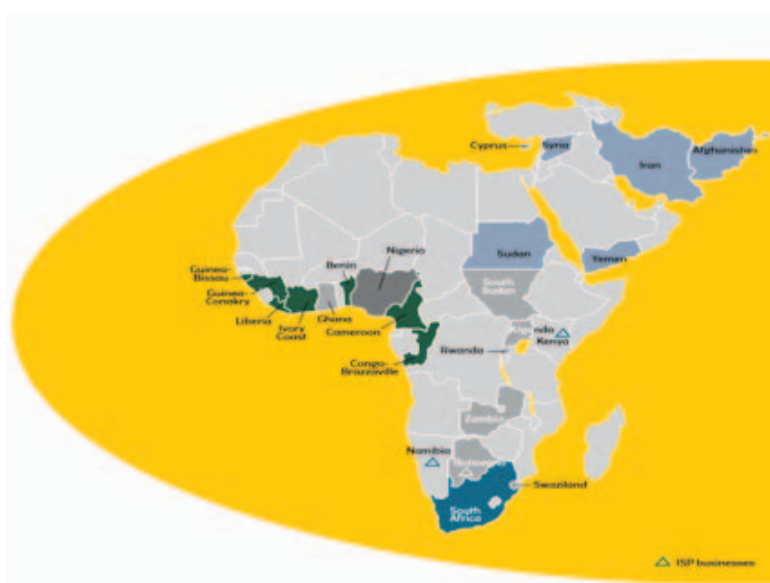 Cyprus
Syria
Iran
Afghanistan
Yemen
Sudan
South
Sudan
Nigeria
Benin
Guinea-
Bissau
Guinea-
Conakry
Liberia
Ivory
Coast
Ghana
Cameroon
Congo-
Brazzaville
Rwanda
Kenya
Zambia
Namibia
Botswana
Swaziland
South
Africa
ISP businesses